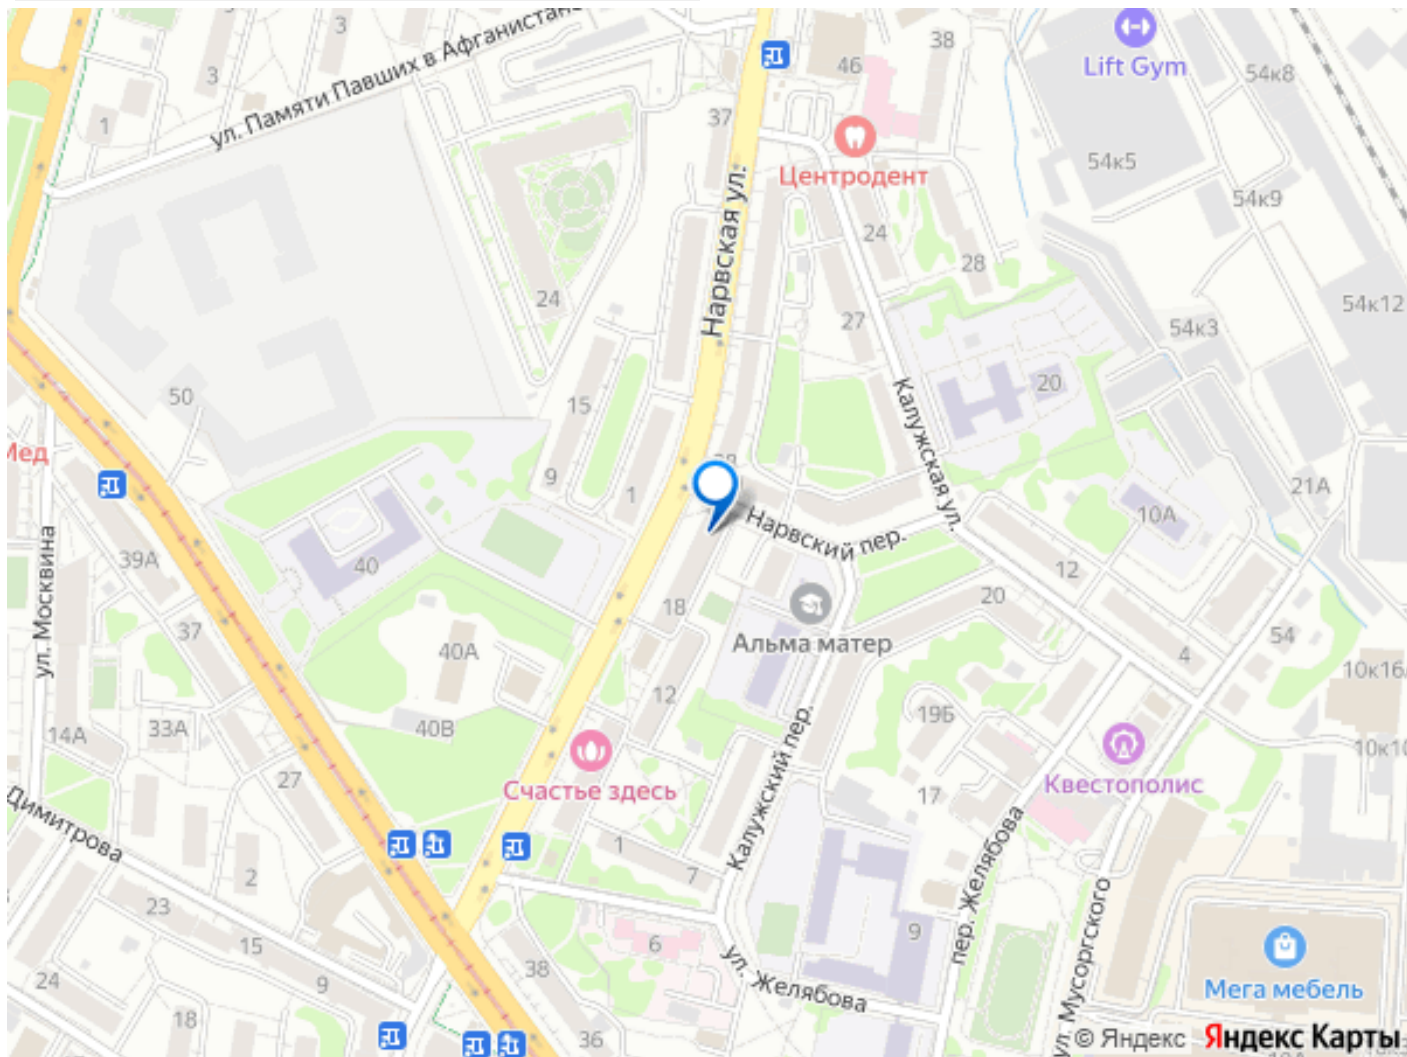 3
3
ул. Памяти Павших в Афганистане
1
38
46
Lift Gym
54к8
37
Центродент
54к5
54к9
24
28
24
Нарвская ул.
27
54к12
54к3
50
15
20
Калужская ул.
Мед
9
1
21А
10А
Нарвский пер.
39А
40
12
ул. Москвина
18
20
37
Альма матер
54
40А
4
12
10к16
19Б
14А
33А
40В
10к10
27
Счастье здесь
Квестополис
17
Калужский пер.
Димитрова
1
7
2
пер. Желябова
23
15
9
6
9
ул. Мусоргского
38
ул. Желябова
24
Мега мебель
18
36
© Яндекс Яндекс Карты